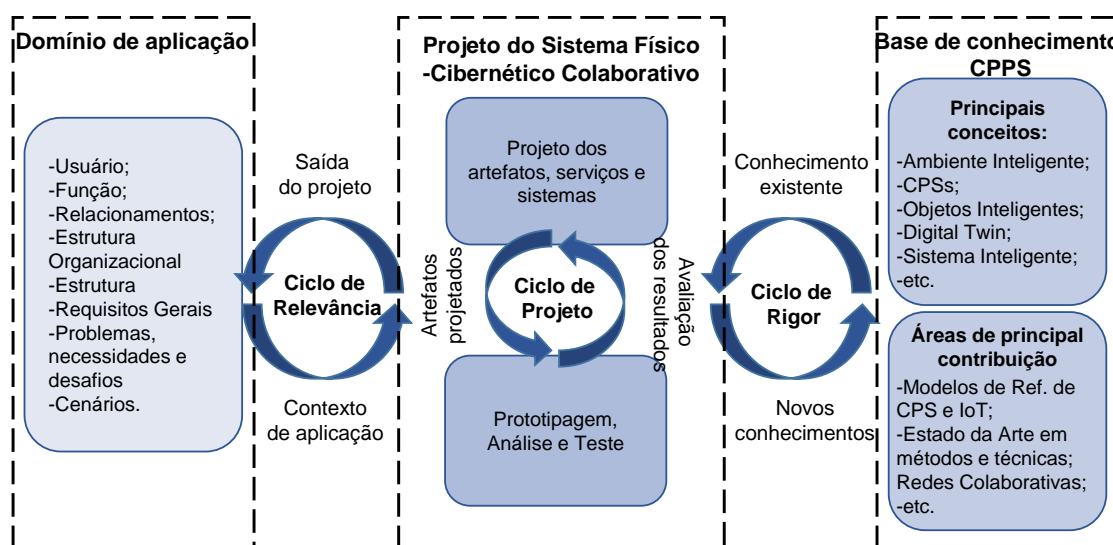 Domínio de aplicação
-Usuário;
-Função;
-Relacionamentos;
-Estrutura
Organizacional
-Estrutura
-Requisitos Gerais
-Problemas,
necessidades e
desafios
-Cenários.
Saída
do projeto
Ciclo de
Relevância
Contexto
de aplicação
Projeto do Sistema Físico
-Cibernético Colaborativo
Projeto dos
artefatos, serviços e
sistemas
Artefatos
projetados
Ciclo de
Projeto
Avaliação
dos resultados
Prototipagem,
Análise e Teste
Conhecimento
existente
Ciclo de
Rigor
Novos
conhecimentos
Base de conhecimento
CPPS
Principais
conceitos:
-Ambiente Inteligente;
-CPSs;
-Objetos Inteligentes;
-Digital Twin;
-Sistema Inteligente;
-etc.
Áreas de principal
contribuição
-Modelos de Ref. de
CPS e IoT;
-Estado da Arte em
métodos e técnicas;
Redes Colaborativas;
-etc.